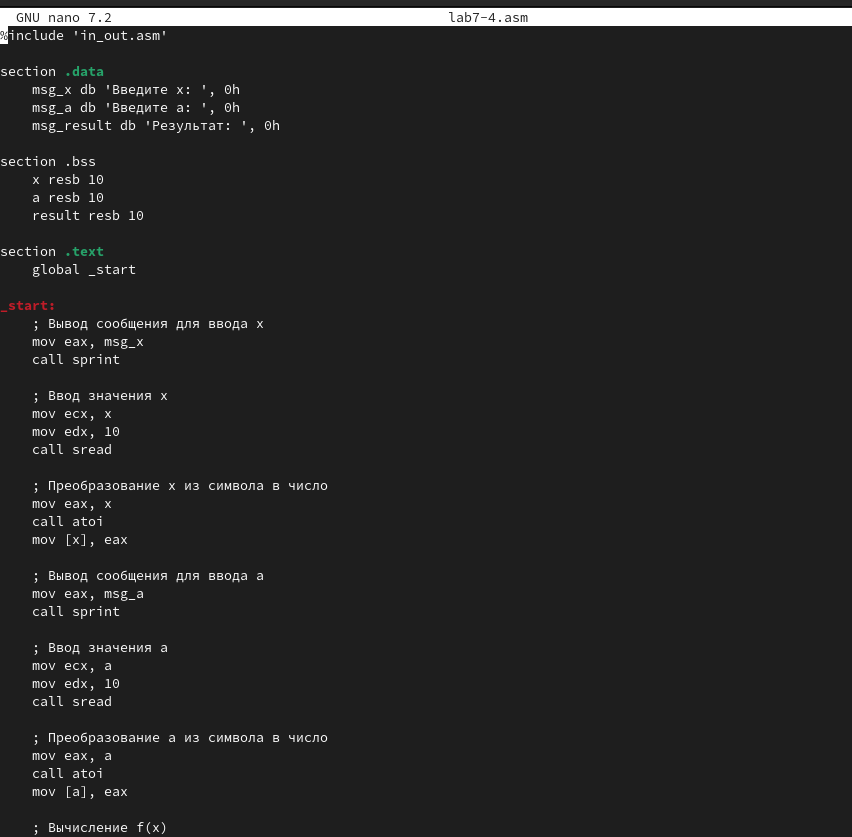 GNU nano 7.2 lab7-4.asm
%include 'in_out.asm'
section .data
msg_x db 'Введите x: ', 0h
msg_a db 'Введите a: ', 0h
msg_result db 'Результат: ', 0h
section .bss
x resb 10
a resb 10
result resb 10
section .text
global _start
_start:
; Вывод сообщения для ввода x
mov eax, msg_x
call sprint
; Ввод значения x
mov ecx, x
mov edx, 10
call sread
; Преобразование x из символа в число
mov eax, x
call atoi
mov [x], eax
; Вывод сообщения для ввода a
mov eax, msg_a
call sprint
; Ввод значения a
mov ecx, a
mov edx, 10
call sread
; Преобразование a из символа в число
mov eax, a
call atoi
mov [a], eax
; Вычисление f(x)